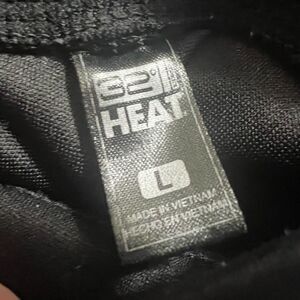 32°
HEAT
L
MADE IN VIETNAM
HECHO EN VIETNAM